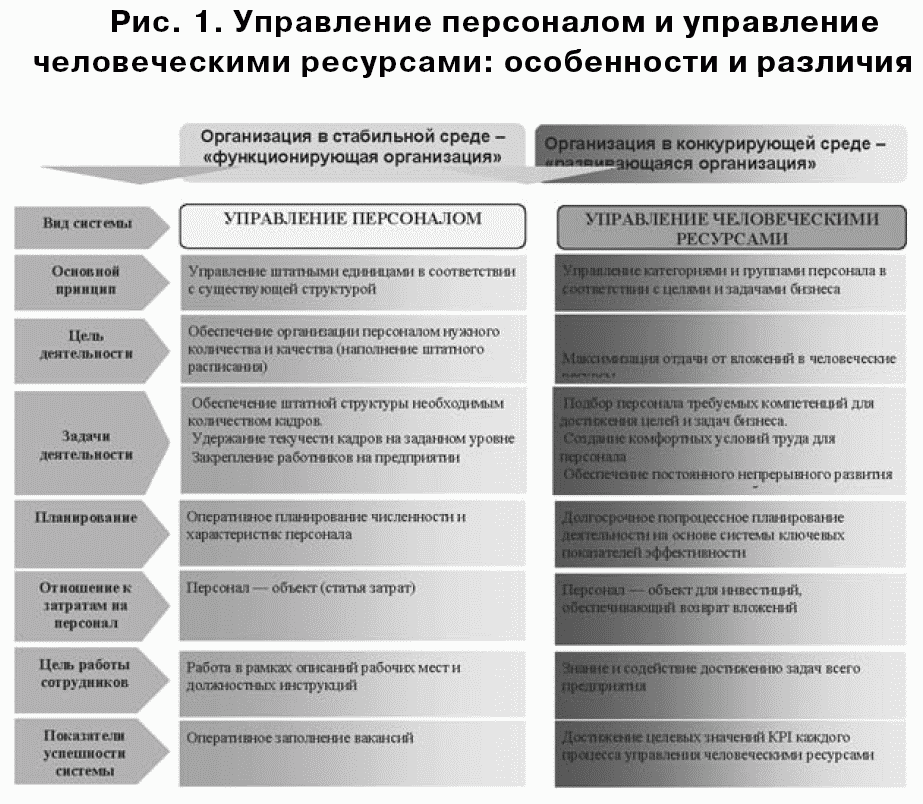 Рис. 1. Управление персоналом и управление
человеческими ресурсами: особенности и различия
Организация в стабильной среде –
«функционирующая организация»
Организация в конкурирующей среде –
«развивающаяся организация»
Вид системы
УПРАВЛЕНИЕ ПЕРСОНАЛОМ
УПРАВЛЕНИЕ ЧЕЛОВЕЧЕСКИМИ
РЕСУРСАМИ
Основной
принцип
Управление штатными единицами в соответствии
с существующей структурой
Управление категориями и группами персонала в
соответствии с целями и задачами бизнеса
Цель
деятельности
Обеспечение организации персоналом нужного
количества и качества (наполнение штатного
расписания)
Максимизация отдачи от вложений в человеческие
Задачи
деятельности
Обеспечение штатной структуры необходимым
количеством кадров.
Удержание текучести кадров на заданном уровне
Закрепление работников на предприятии
Подбор персонала требуемых компетенций для
достижения целей и задач бизнеса.
Создание комфортных условий труда для
персонала
Обеспечение постоянного непрерывного развития
Планирование
Оперативное планирование численности и
характеристик персонала
Долгосрочное попроцессное планирование
деятельности на основе системы ключевых
показателей эффективности
Отношение к
затратам на
персонал
Персонал — объект (статья затрат)
Персонал — объект для инвестиций,
обеспечивающий возврат вложений
Цель работы
сотрудников
Работа в рамках описаний рабочих мест и
должностных инструкций
Знание и содействие достижению задач всего
предприятия
Показатели
успешности
системы
Оперативное заполнение вакансий
Достижение целевых значений KPI каждого
процесса управления человеческими ресурсами